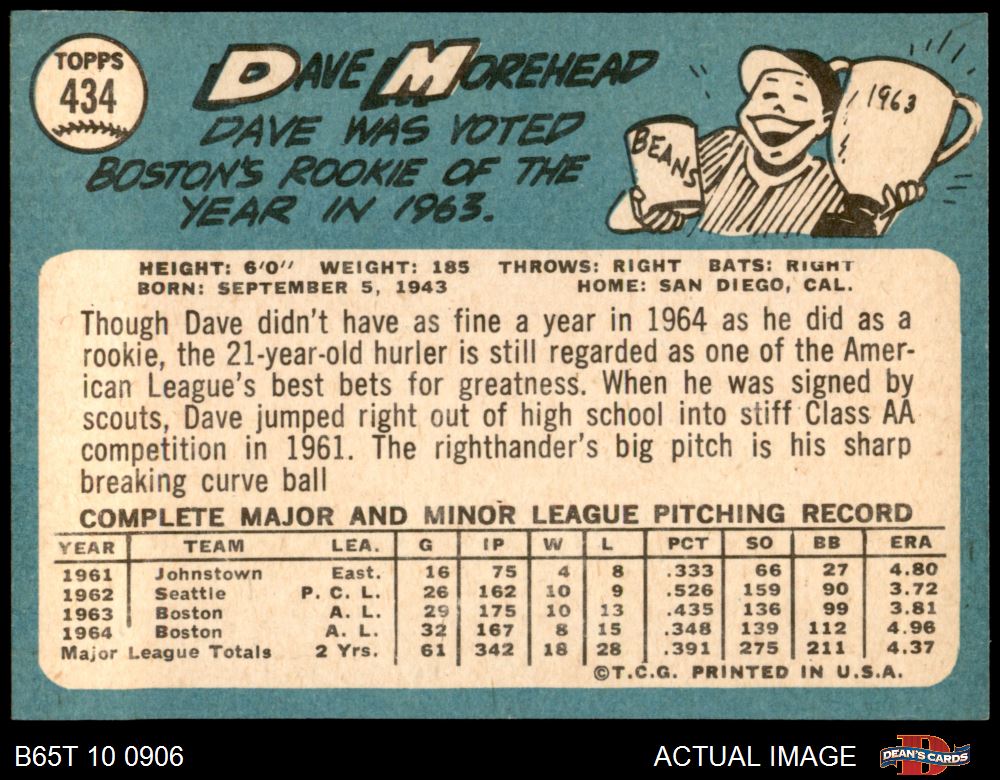 TOPPS
434
DAVE MOREHEAD
DAVE WAS VOTED
BOSTON'S ROOKIE OF THE
YEAR IN 1963.
BEANS
1963
HEIGHT: 6'0" WEIGHT: 185 THROWS: RIGHT BATS: RIGHT
BORN: SEPTEMBER 5, 1943 HOME: SAN DIEGO, CAL.
Though Dave didn't have as fine a year in 1964 as he did as a
rookie, the 21-year-old hurler is still regarded as one of the Amer-
ican League's best bets for greatness. When he was signed by
scouts, Dave jumped right out of high school into stiff Class AA
competition in 1961. The righthander's big pitch is his sharp
breaking curve ball
COMPLETE MAJOR AND MINOR LEAGUE PITCHING RECORD
YEAR TEAM LEA. G IP W L PCT SO BB ERA
1961 Johnstown East. 16 75 4 8 .333 66 27 4.80
1962 Seattle P. C. L. 26 162 10 9 .526 159 90 3.72
1963 Boston A. L. 29 175 10 13 .435 136 99 3.81
1964 Boston A. L. 32 167 8 15 .348 139 112 4.96
Major League Totals 2 Yrs. 61 342 18 28 .391 275 211 4.37
©T.C.G. PRINTED IN U.S.A.
B65T 10 0906 ACTUAL IMAGE DEAN'S CARDS